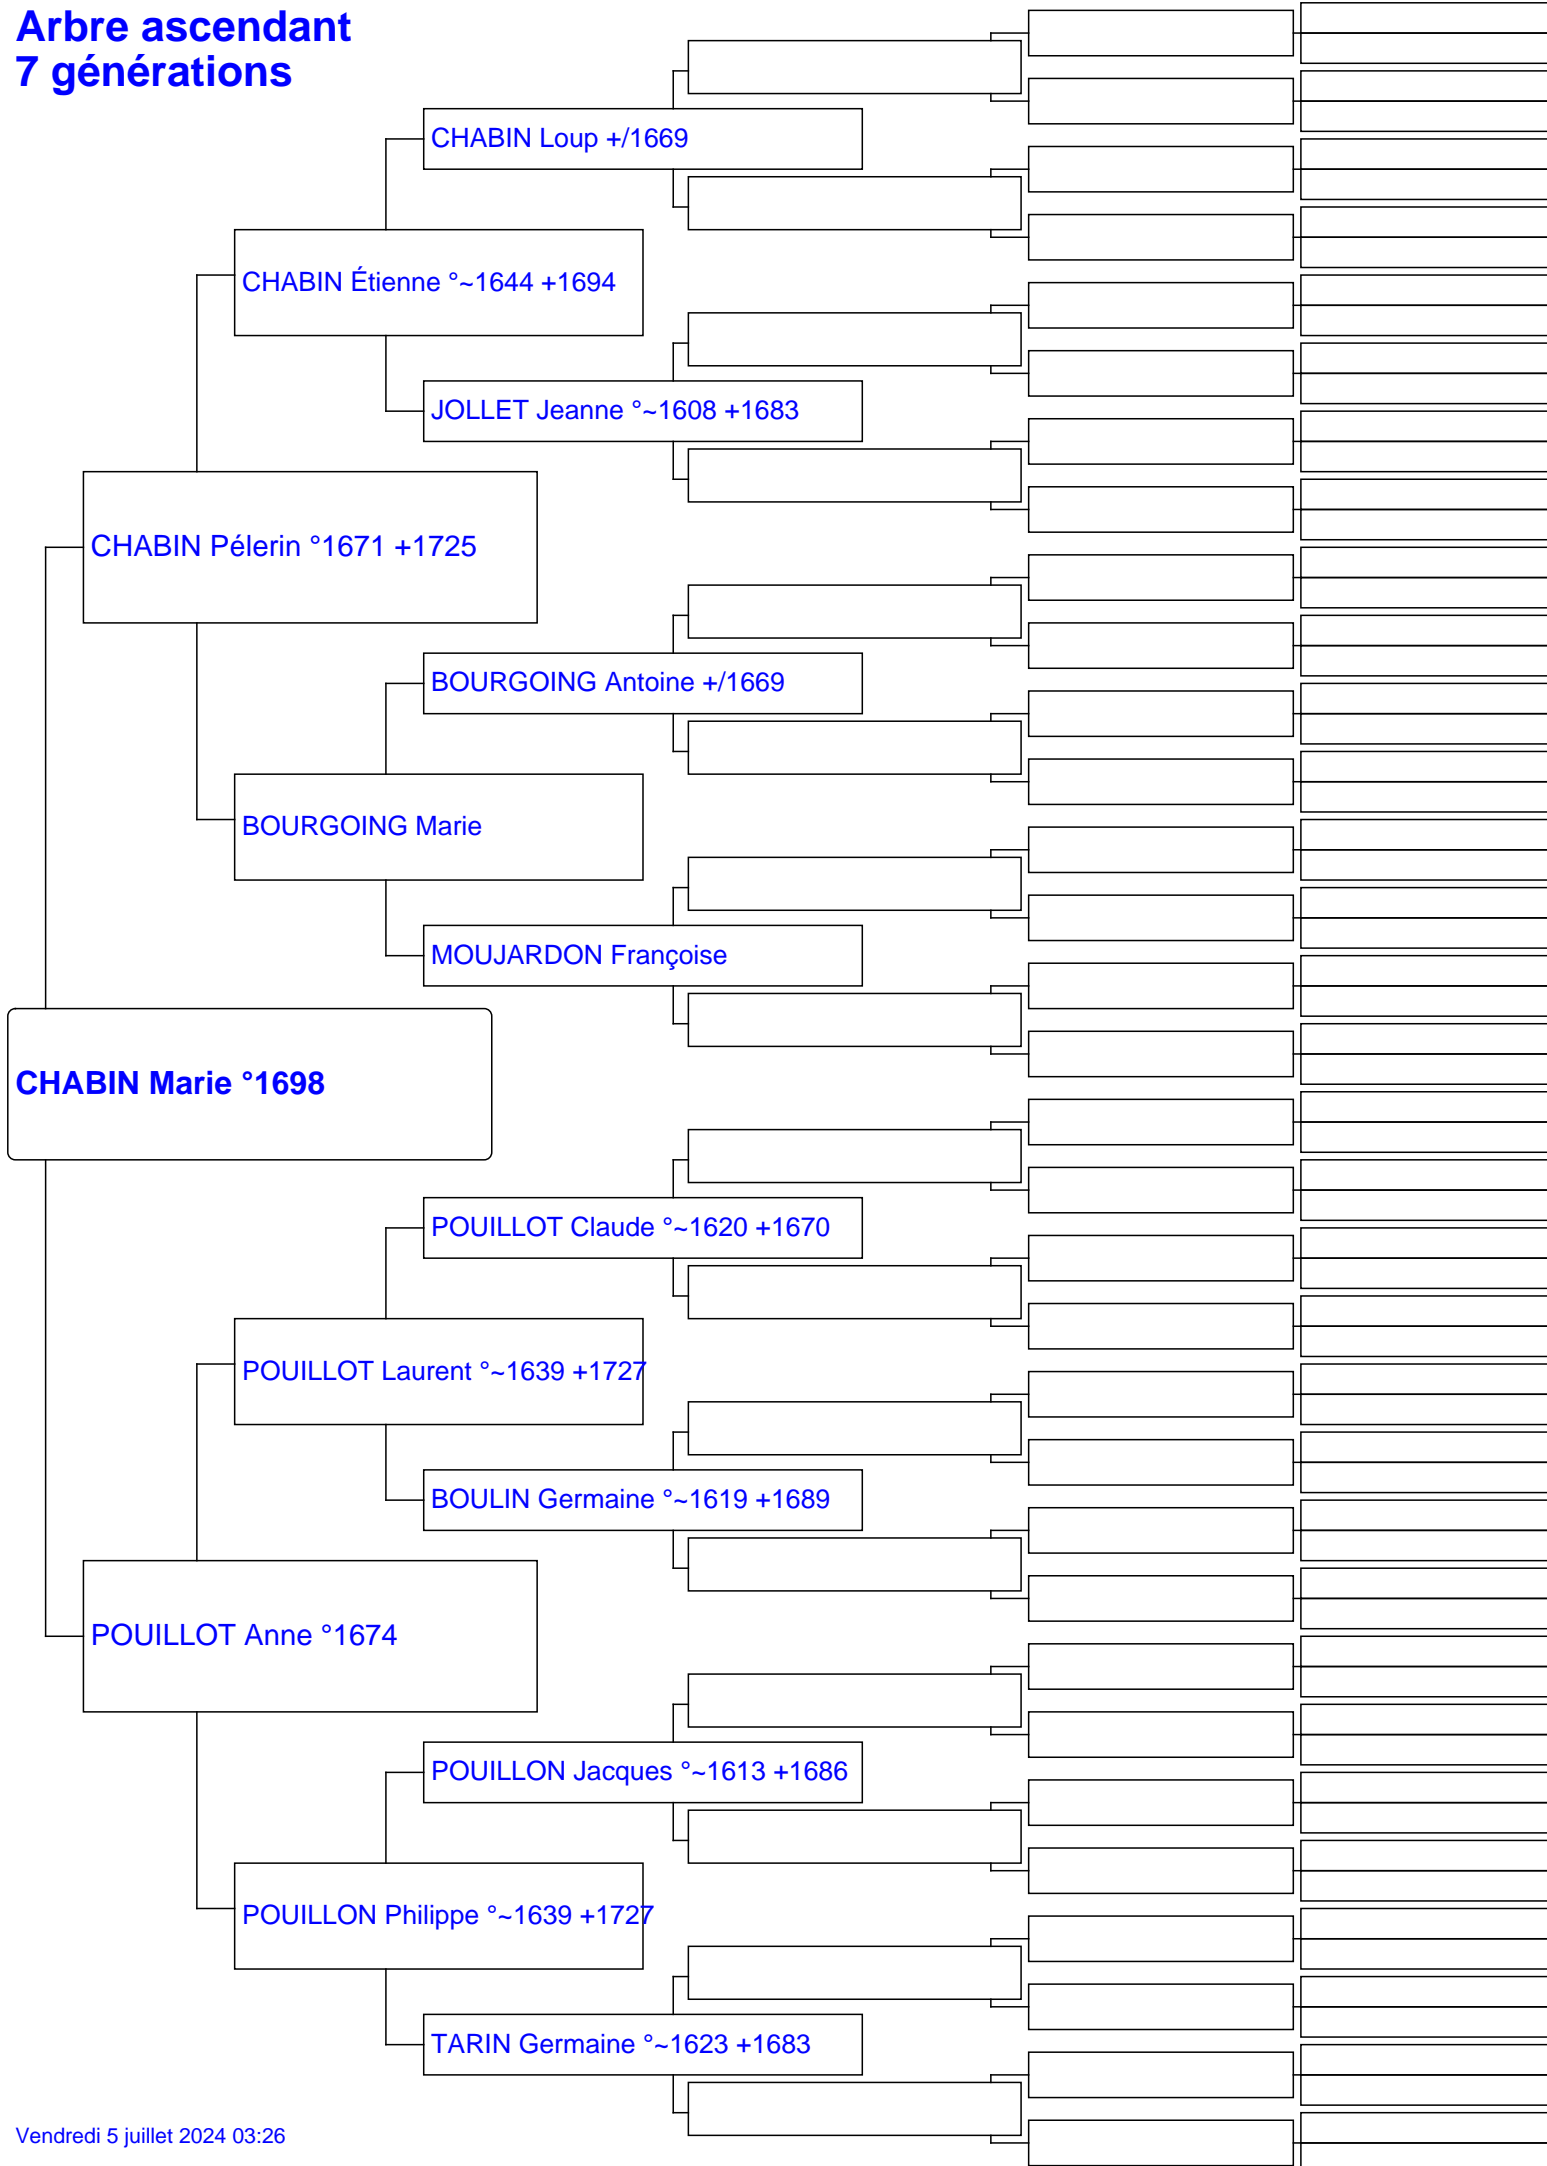 Arbre ascendant
7 générations
CHABIN Loup +/1669
CHABIN Étienne °~1644 +1694
JOLLET Jeanne °~1608 +1683
CHABIN Pélerin °1671 +1725
BOURGOING Antoine +/1669
BOURGOING Marie
MOUJARDON Françoise
CHABIN Marie °1698
POUILLOT Claude °~1620 +1670
POUILLOT Laurent °~1639 +1727
BOULIN Germaine °~1619 +1689
POUILLOT Anne °1674
POUILLON Jacques °~1613 +1686
POUILLON Philippe °~1639 +1727
TARIN Germaine °~1623 +1683
Vendredi 5 juillet 2024 03:26